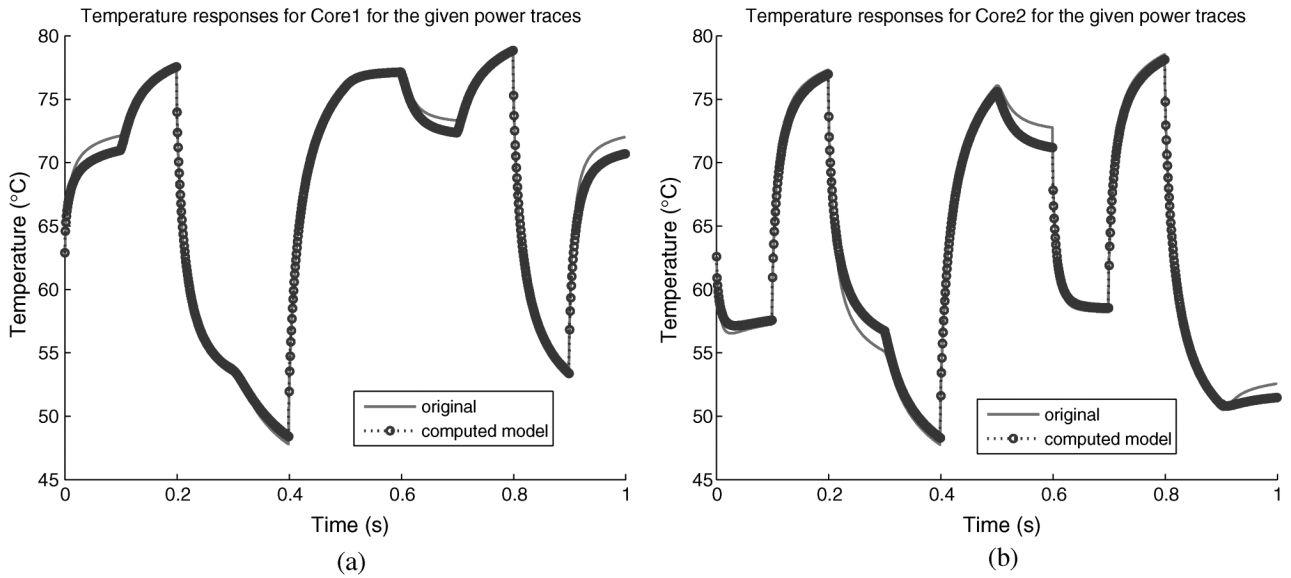 Temperature responses for Core1 for the given power traces
80
75
70
65
60
55
50
45
Temperature (°C)
0 0.2 0.4 0.6 0.8 1
Time (s)
original
computed model
(a)
Temperature responses for Core2 for the given power traces
80
75
70
65
60
55
50
45
Temperature (°C)
0 0.2 0.4 0.6 0.8 1
Time (s)
original
computed model
(b)